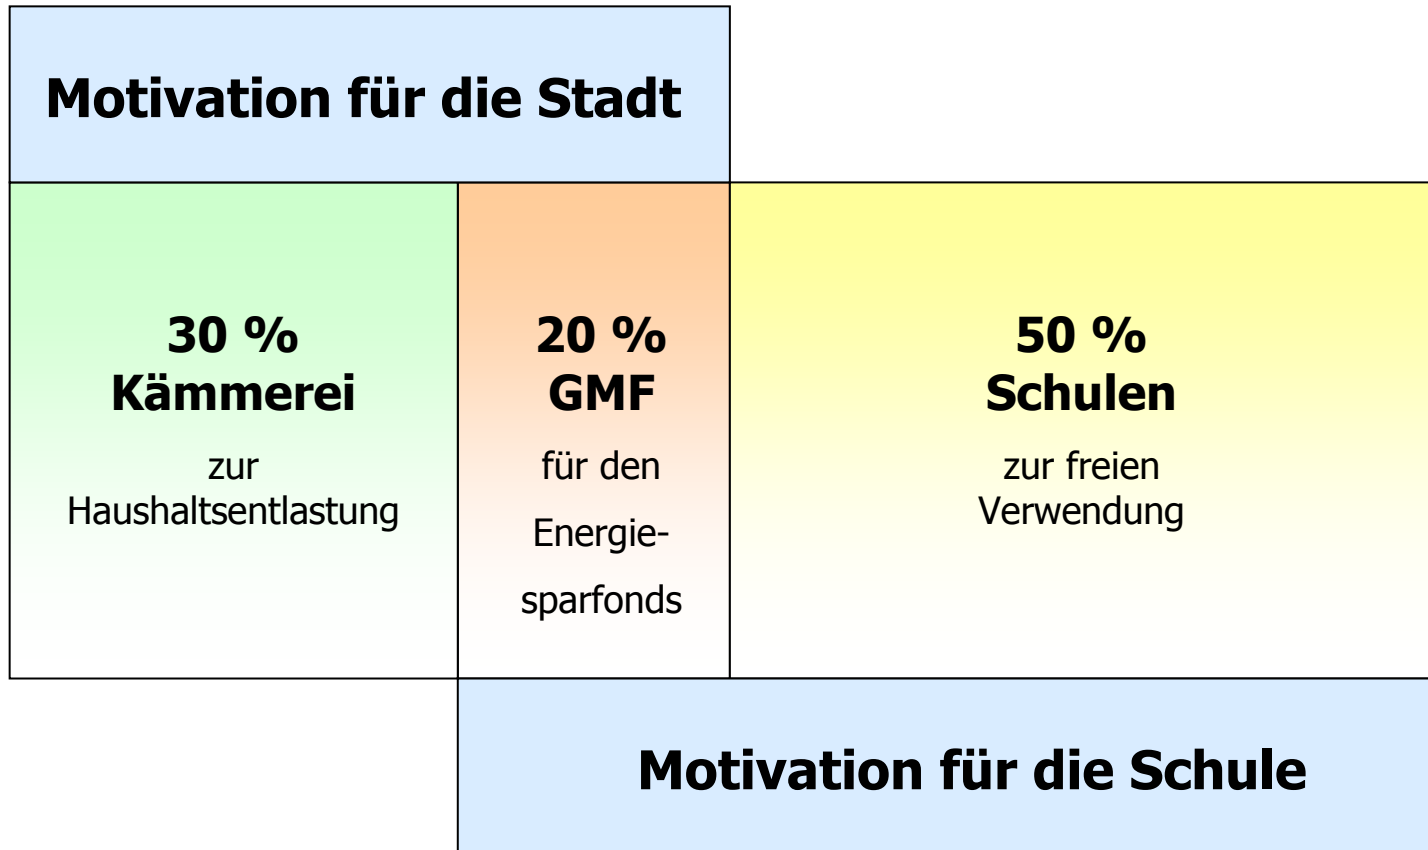 Motivation für die Stadt
30 %
Kämmerei
zur
Haushaltsentlastung
20 %
GMF
für den
Energie-
sparfonds
50 %
Schulen
zur freien
Verwendung
Motivation für die Schule